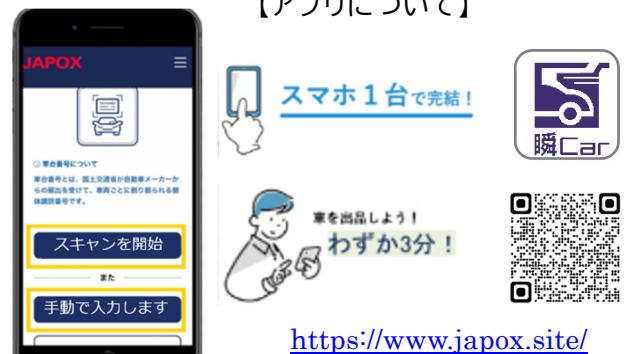 【アプリについて】
JAPOX
車台番号について
車台番号とは、国土交通省が自動車メーカーか
らの届出を受けて、車両ごとに割り振られる個
体識別番号です。
スキャンを開始
また
手動で入力します
スマホ1台で完結！
車を出品しよう！
わずか3分！
瞬Car
https://www.japox.site/